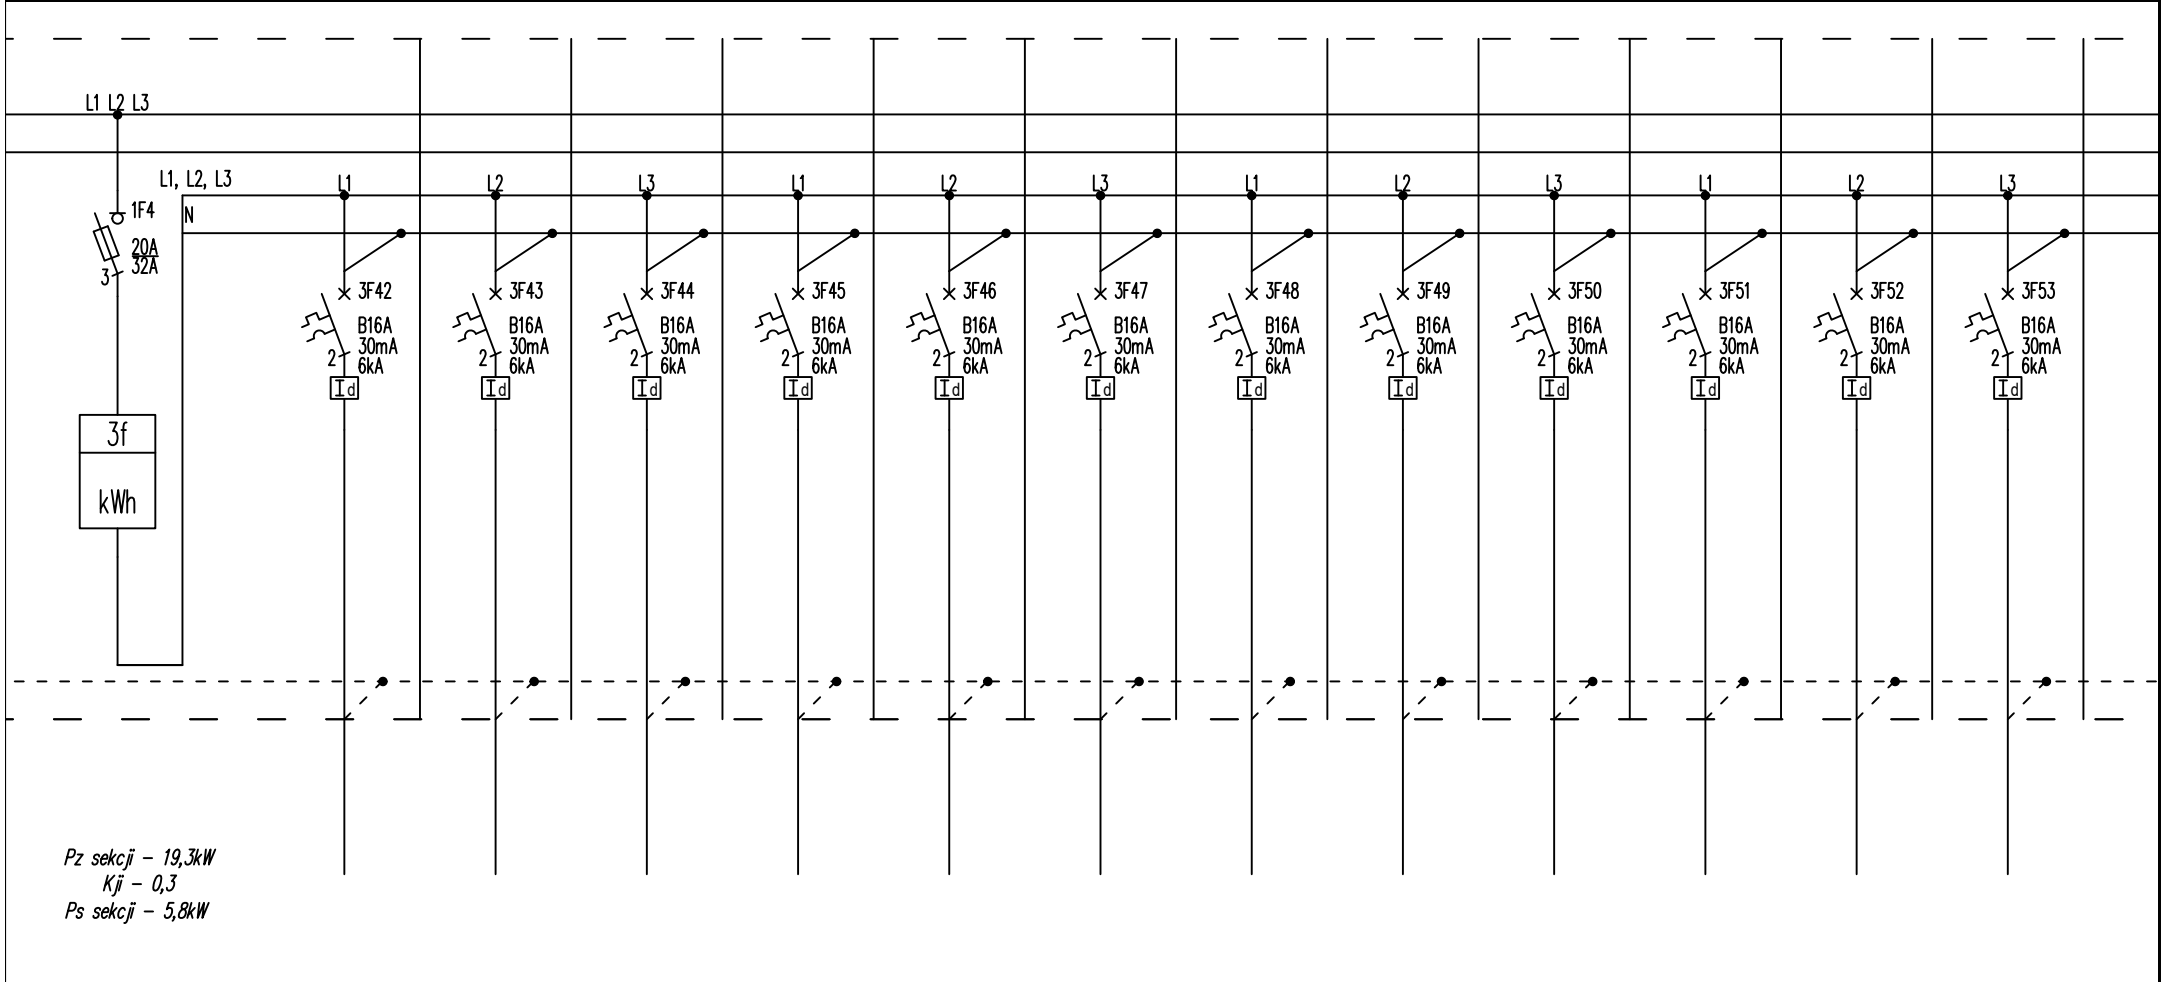 L1 L2 L3
L1, L2, L3
N
1F4
20A
32A
3
3f
kWh
L1
3F42
B16A
30mA
6kA
2
Id
L2
3F43
B16A
30mA
6kA
2
Id
L3
3F44
B16A
30mA
6kA
2
Id
L1
3F45
B16A
30mA
6kA
2
Id
L2
3F46
B16A
30mA
6kA
2
Id
L3
3F47
B16A
30mA
6kA
2
Id
L1
3F48
B16A
30mA
6kA
2
Id
L2
3F49
B16A
30mA
6kA
2
Id
L3
3F50
B16A
30mA
6kA
2
Id
L1
3F51
B16A
30mA
6kA
2
Id
L2
3F52
B16A
30mA
6kA
2
Id
L3
3F53
B16A
30mA
6kA
2
Id
Pz sekcji – 19,3kW
Kji – 0,3
Ps sekcji – 5,8kW